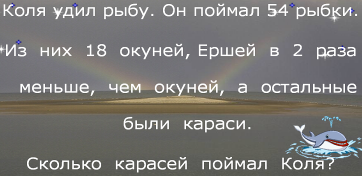 Коля удил рыбу. Он поймал 54 рыбки.
Из них 18 окуней, Ершей в 2 раза
меньше, чем окуней, а остальные
были караси.
Сколько карасей поймал Коля?